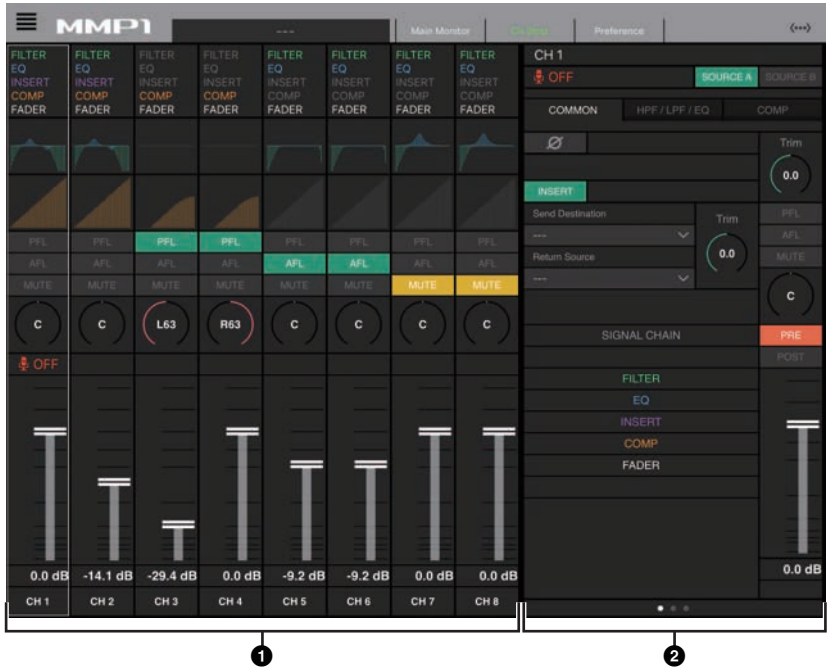 MMP1
---
Main Monitor
Ch Strip
Preference
FILTER FILTER FILTER FILTER FILTER FILTER FILTER FILTER
EQ EQ EQ EQ EQ EQ EQ EQ
INSERT INSERT INSERT INSERT INSERT INSERT INSERT INSERT
COMP COMP COMP COMP COMP COMP COMP COMP
FADER FADER FADER FADER FADER FADER FADER FADER
PFL PFL PFL PFL PFL PFL PFL PFL
AFL AFL AFL AFL AFL AFL AFL AFL
MUTE MUTE MUTE MUTE MUTE MUTE MUTE MUTE
C C L63 R63 C C C C
OFF
0.0 dB -14.1 dB -29.4 dB 0.0 dB -9.2 dB -9.2 dB 0.0 dB 0.0 dB
CH 1 CH 2 CH 3 CH 4 CH 5 CH 6 CH 7 CH 8
CH 1
OFF SOURCE A SOURCE B
COMMON HPF / LPF / EQ COMP
Ø Trim
0.0
INSERT
Send Destination Trim PFL
--- AFL
Return Source 0.0 MUTE
---
C
SIGNAL CHAIN PRE
POST
FILTER
EQ
INSERT
COMP
FADER
0.0 dB
1 2